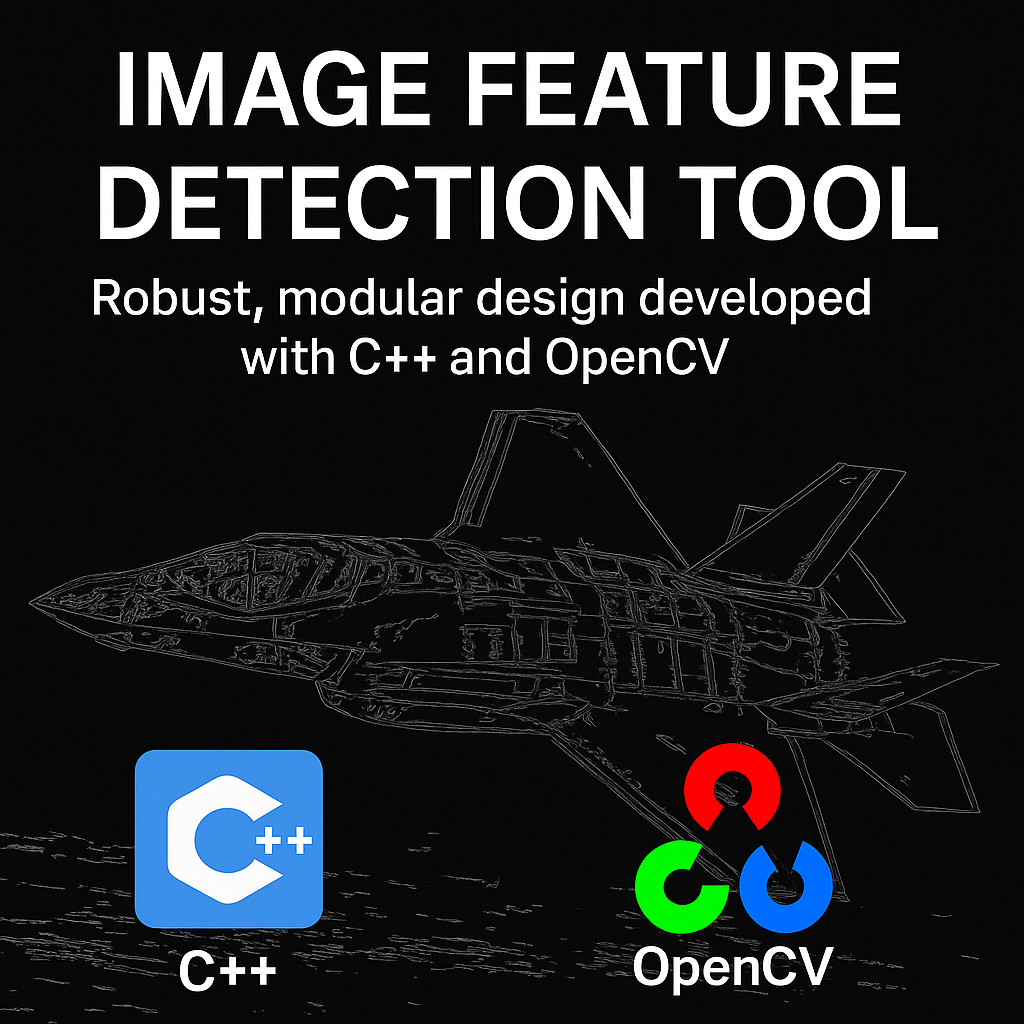 IMAGE FEATURE
DETECTION TOOL
Robust, modular design developed
with C++ and OpenCV
C++
C++
OpenCV